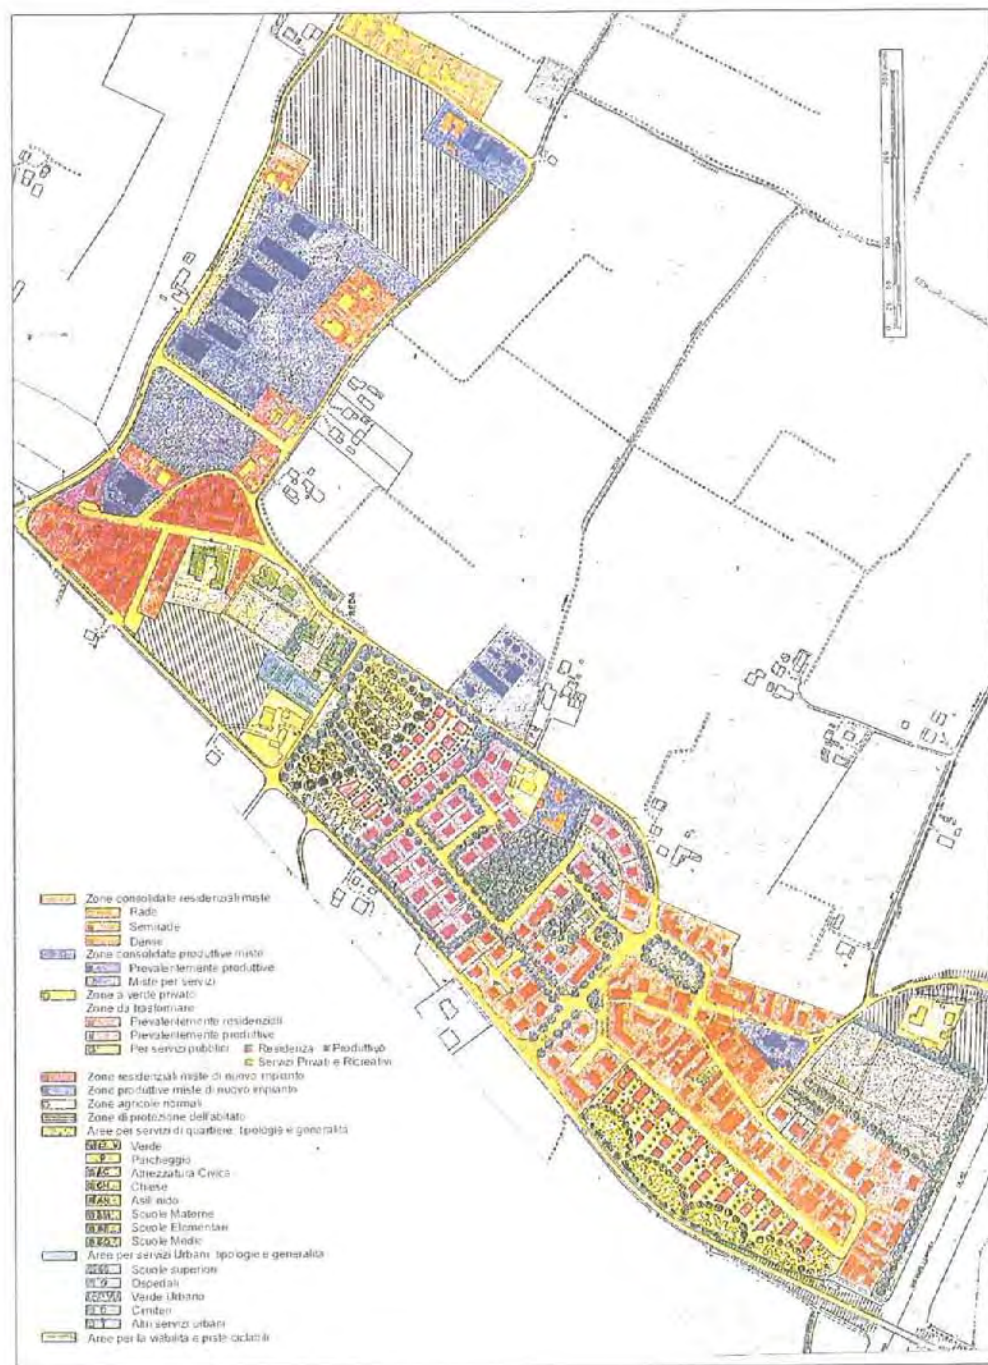 REDA
Zone consolidate residenziali miste
Rade
Semirade
Dense
Zone consolidate produttive miste
Prevalentemente produttive
Miste per servizi
Zone a verde privato
Zone da trasformare
Prevalentemente residenziali
Prevalentemente produttive
Per servizi pubblici Residenza Produttivo
Servizi Privati e Ricreativi
Zone residenziali miste di nuovo impianto
Zone produttive miste di nuovo impianto
Zone agricole normali
Zone di protezione dell'abitato
Aree per servizi di quartiere, tipologie e generalità
Verde
P Parcheggio
Attrezzatura Civica
Chiese
Asili nido
Scuole Materne
Scuole Elementari
Scuole Medie
Aree per servizi Urbani, tipologie e generalità
Scuole superiori
Ospedali
Verde Urbano
Cimiteri
Altri servizi urbani
Aree per la viabilità e piste ciclabili